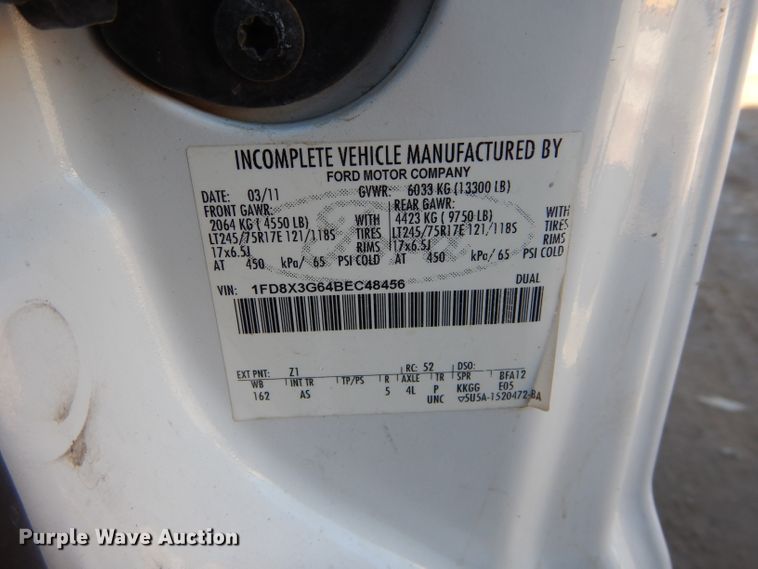 INCOMPLETE VEHICLE MANUFACTURED BY
FORD MOTOR COMPANY
DATE: 03/11 GVWR: 6033 KG (13300 LB)
FRONT GAWR: REAR GAWR:
2064 KG ( 4550 LB) WITH 4423 KG ( 9750 LB) WITH
LT245/75R17E 121/118S TIRES LT245/75R17E 121/118S TIRES
17x6.5J RIMS 17x6.5J RIMS
AT 450 kPa/ 65 PSI COLD AT 450 kPa/ 65 PSI COLD
VIN: 1FD8X3G64BEC48456 DUAL
EXT PNT: Z1 RC: 52 DSO:
WB INT TR TP/PS R AXLE TR SPR BFA12
162 AS 5 4L P KKGG E05
UNC ▽5U5A-1520472-BA
Purple Wave Auction